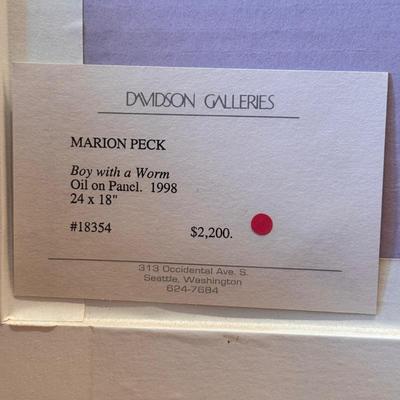 DAVIDSON GALLERIES
MARION PECK
Boy with a Worm
Oil on Panel. 1998
24 x 18"
#18354 $2,200.
313 Occidental Ave. S.
Seattle, Washington
624-7684